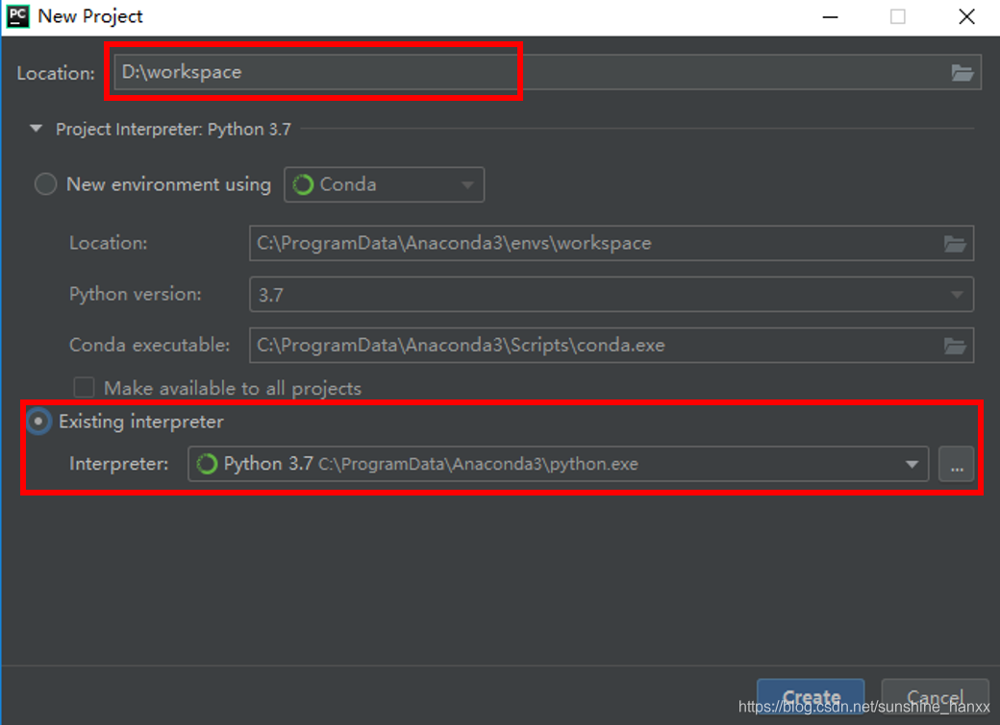 PC New Project
Location: D:\workspace
Project Interpreter: Python 3.7
New environment using Conda
Location: C:\ProgramData\Anaconda3\envs\workspace
Python version: 3.7
Conda executable: C:\ProgramData\Anaconda3\Scripts\conda.exe
Make available to all projects
Existing interpreter
Interpreter: Python 3.7 C:\ProgramData\Anaconda3\python.exe ...
Create Cancel
https://blog.csdn.net/sunshine_hanxx